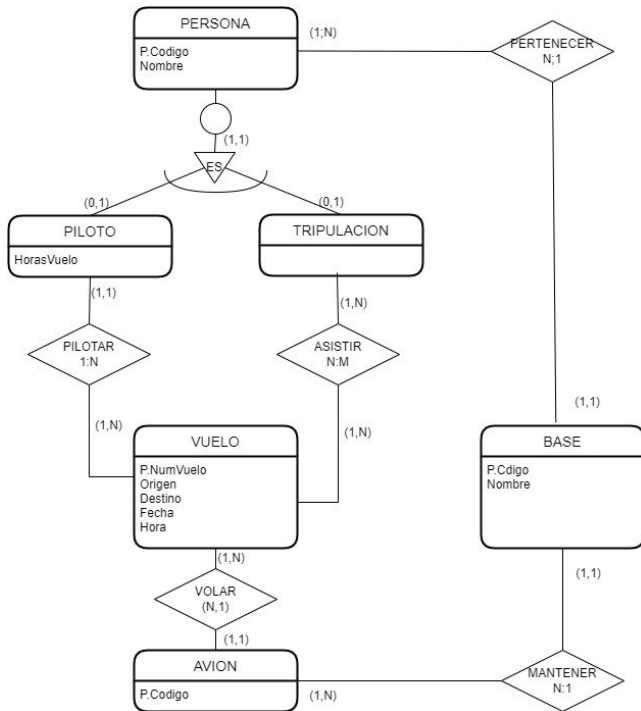 PERSONA
P.Codigo
Nombre
(1;N)
PERTENECER
N;1
(1,1)
ES
(0,1)
(0,1)
PILOTO
HorasVuelo
TRIPULACION
(1,1)
(1,N)
PILOTAR
1:N
ASISTIR
N:M
(1,N)
(1,N)
(1,1)
VUELO
P.NumVuelo
Origen
Destino
Fecha
Hora
BASE
P.Cdigo
Nombre
(1,N)
(1,1)
VOLAR
(N,1)
(1,1)
AVION
P.Codigo
(1,N)
MANTENER
N:1